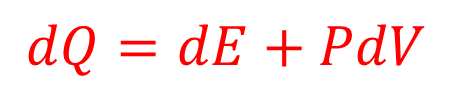 dQ = dE + PdV